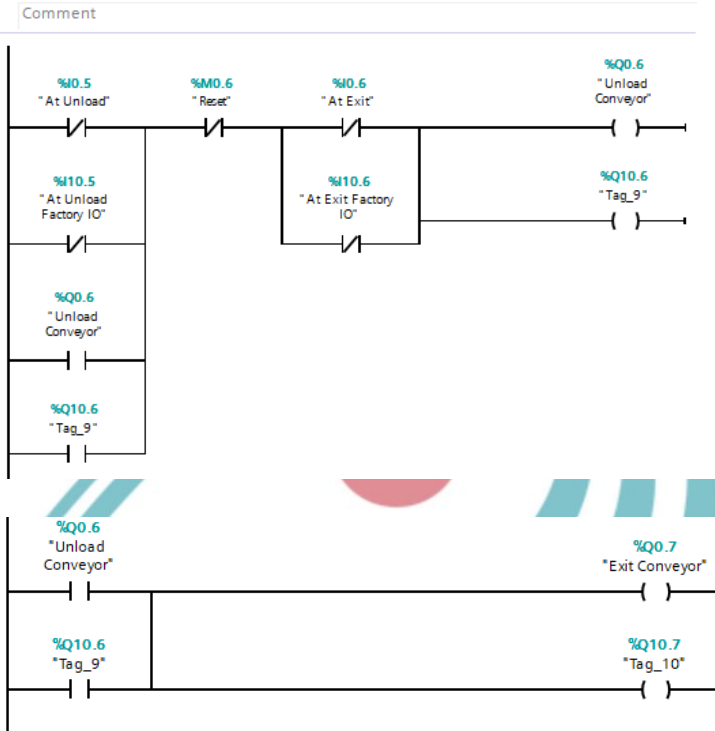 Comment
%Q0.6
"Unload
Conveyor"
%I0.5
"At Unload"
%M0.6
"Reset"
%I0.6
"At Exit"
%I10.5
"At Unload
Factory IO"
%I10.6
"At Exit Factory
IO"
%Q10.6
"Tag_9"
%Q0.6
"Unload
Conveyor"
%Q10.6
"Tag_9"
%Q0.6
"Unload
Conveyor"
%Q0.7
"Exit Conveyor"
%Q10.6
"Tag_9"
%Q10.7
"Tag_10"